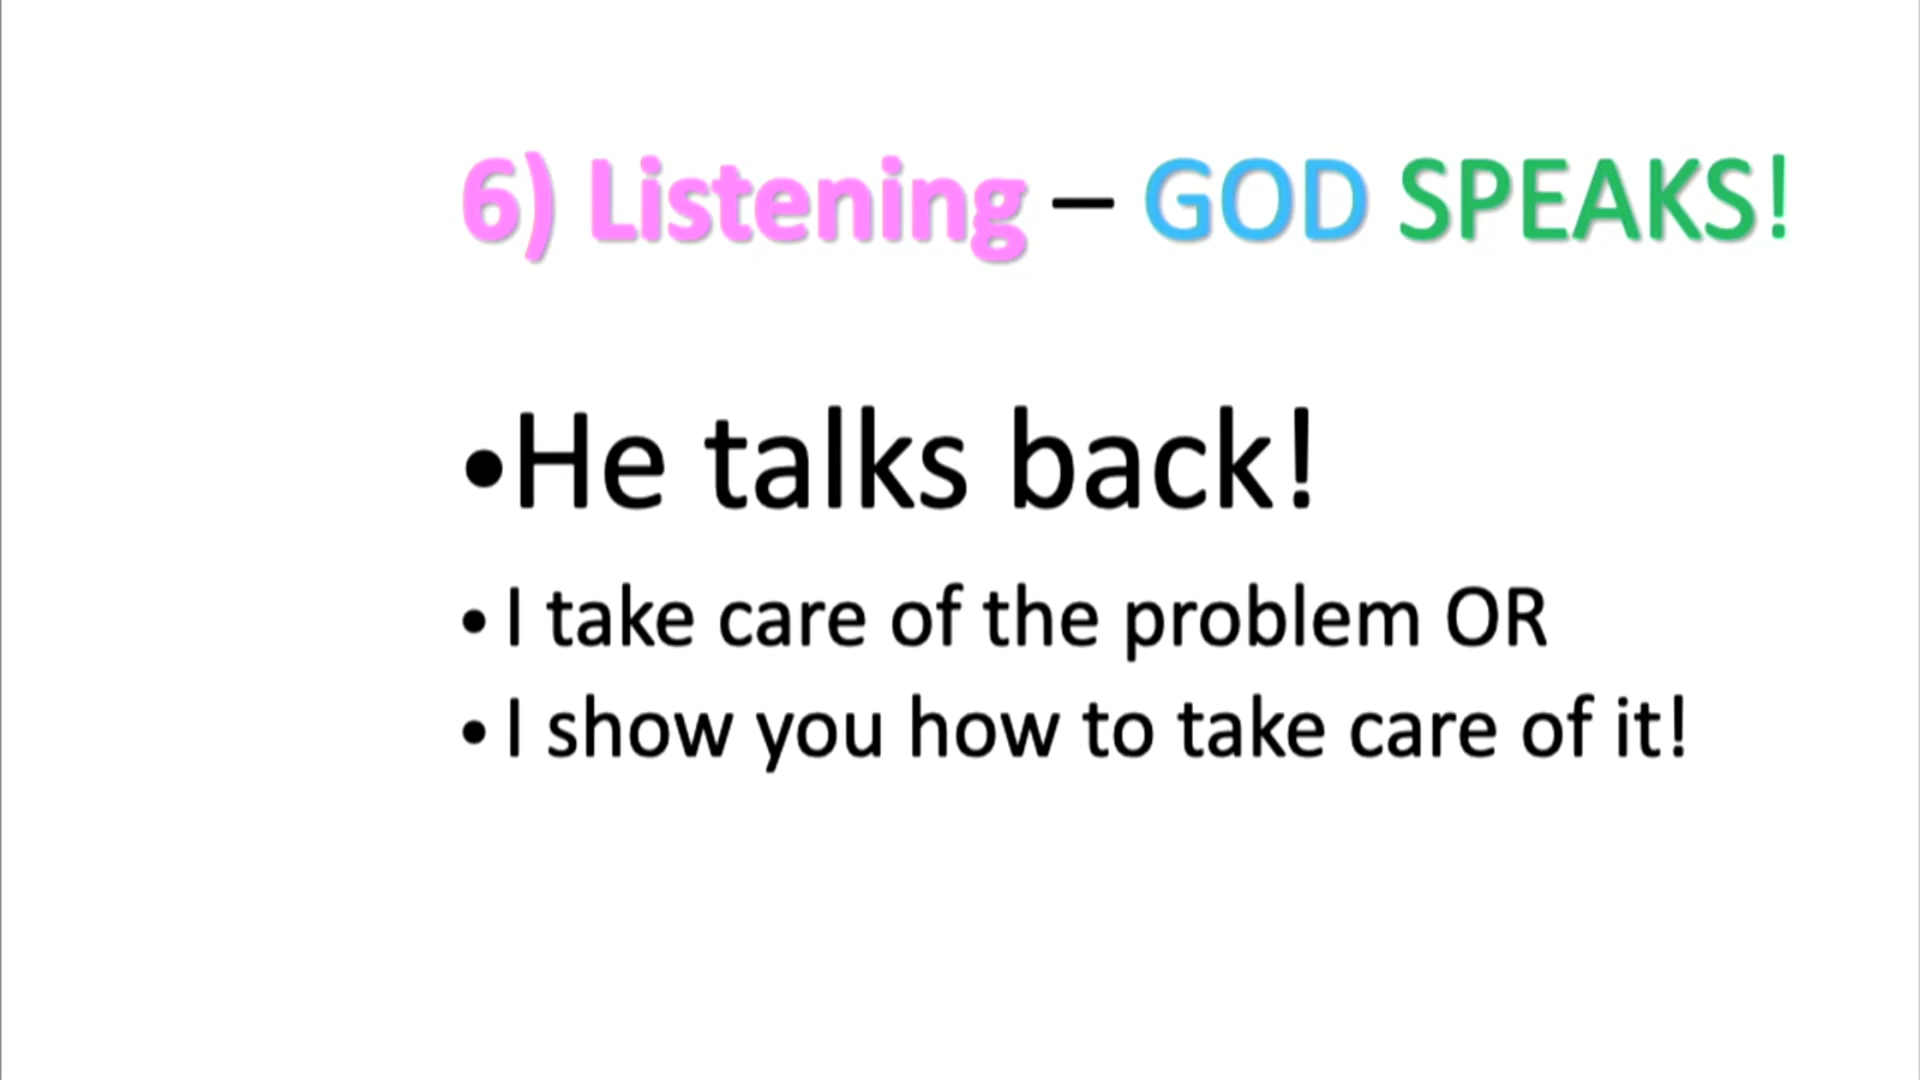 6) Listening – GOD SPEAKS!
•He talks back!
• I take care of the problem OR
• I show you how to take care of it!